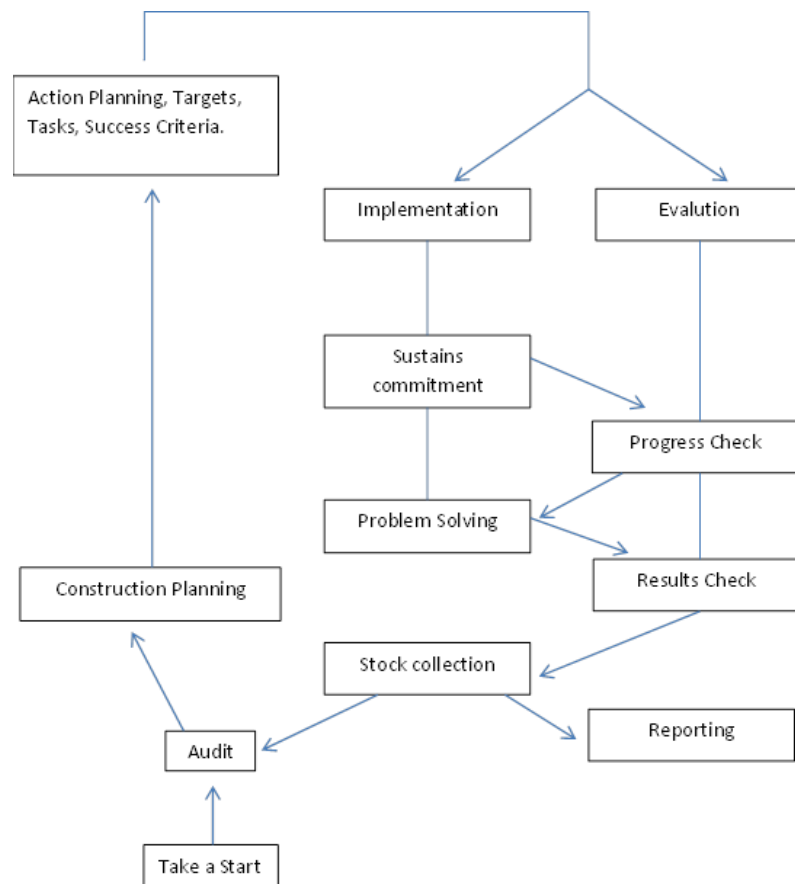 Action Planning, Targets,
Tasks, Success Criteria.
Implementation
Evalution
Sustains
commitment
Progress Check
Problem Solving
Results Check
Construction Planning
Stock collection
Reporting
Audit
Take a Start